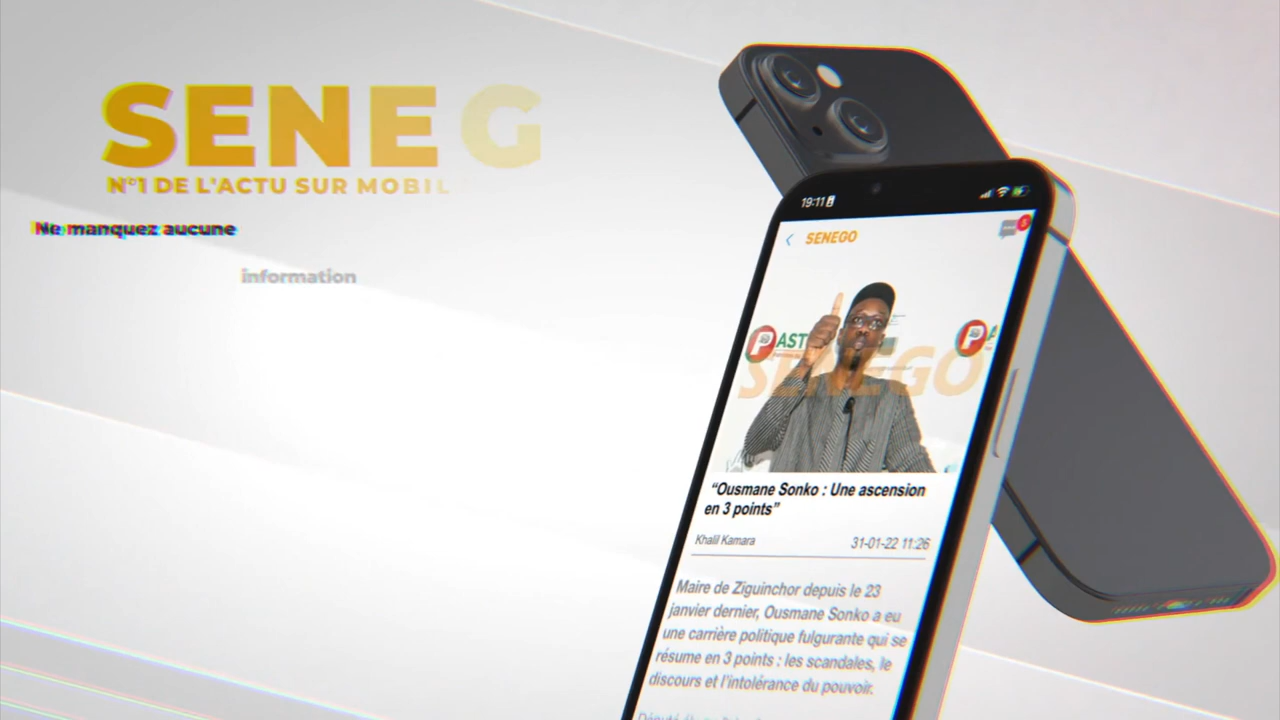 SENEG
N°1 DE L'ACTU SUR MOBIL
Ne manquez aucune
information
19:11
SENEGO
PAST
P
SENEGO
“Ousmane Sonko : Une ascension
en 3 points”
Khalil Kamara
31-01-22 11:26
Maire de Ziguinchor depuis le 23
janvier dernier, Ousmane Sonko a eu
une carrière politique fulgurante qui se
résume en 3 points : les scandales, le
discours et l'intolérance du pouvoir.